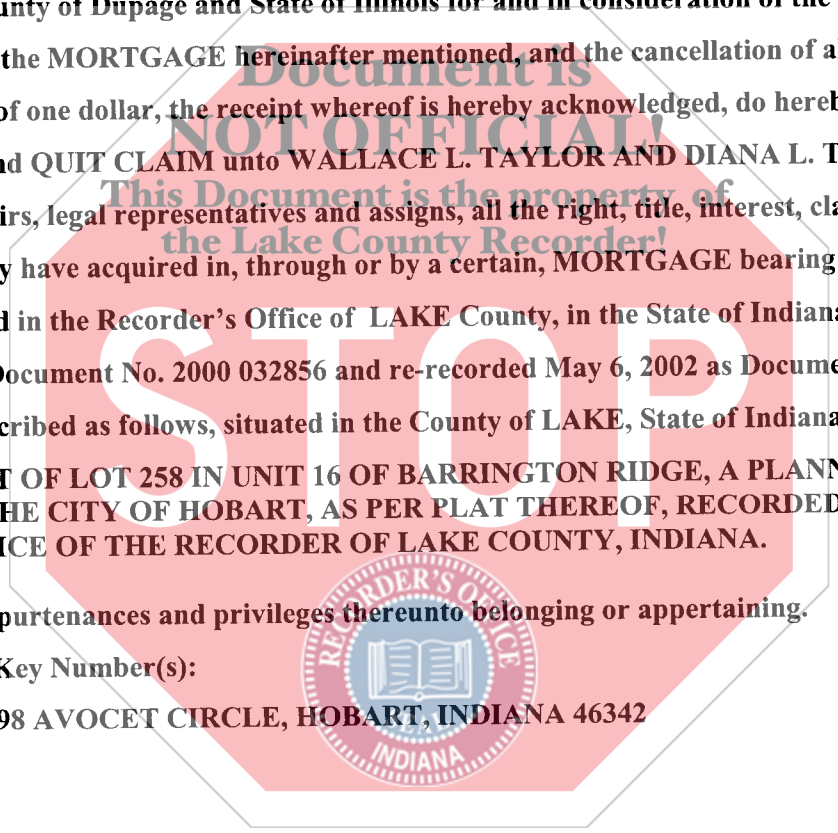 unty of Dupage and State of Illinois for and in consideration of the
the MORTGAGE hereinafter mentioned, and the cancellation of a
Document is
of one dollar, the receipt whereof is hereby acknowledged, do hereb
NOT OFFICIAL!
nd QUIT CLAIM unto WALLACE L. TAYLOR AND DIANA L. T
This Document is the property of
irs, legal representatives and assigns, all the right, title, interest, cla
the Lake County Recorder!
y have acquired in, through or by a certain, MORTGAGE bearing
d in the Recorder's Office of LAKE County, in the State of Indiana
Document No. 2000 032856 and re-recorded May 6, 2002 as Docume
STOP
cribed as follows, situated in the County of LAKE, State of Indiana
T OF LOT 258 IN UNIT 16 OF BARRINGTON RIDGE, A PLANN
HE CITY OF HOBART, AS PER PLAT THEREOF, RECORDED
ICE OF THE RECORDER OF LAKE COUNTY, INDIANA.
purtenances and privileges thereunto belonging or appertaining.
RECORDER'S OFFICE
Key Number(s):
98 AVOCET CIRCLE, HOBART, INDIANA 46342
INDIANA